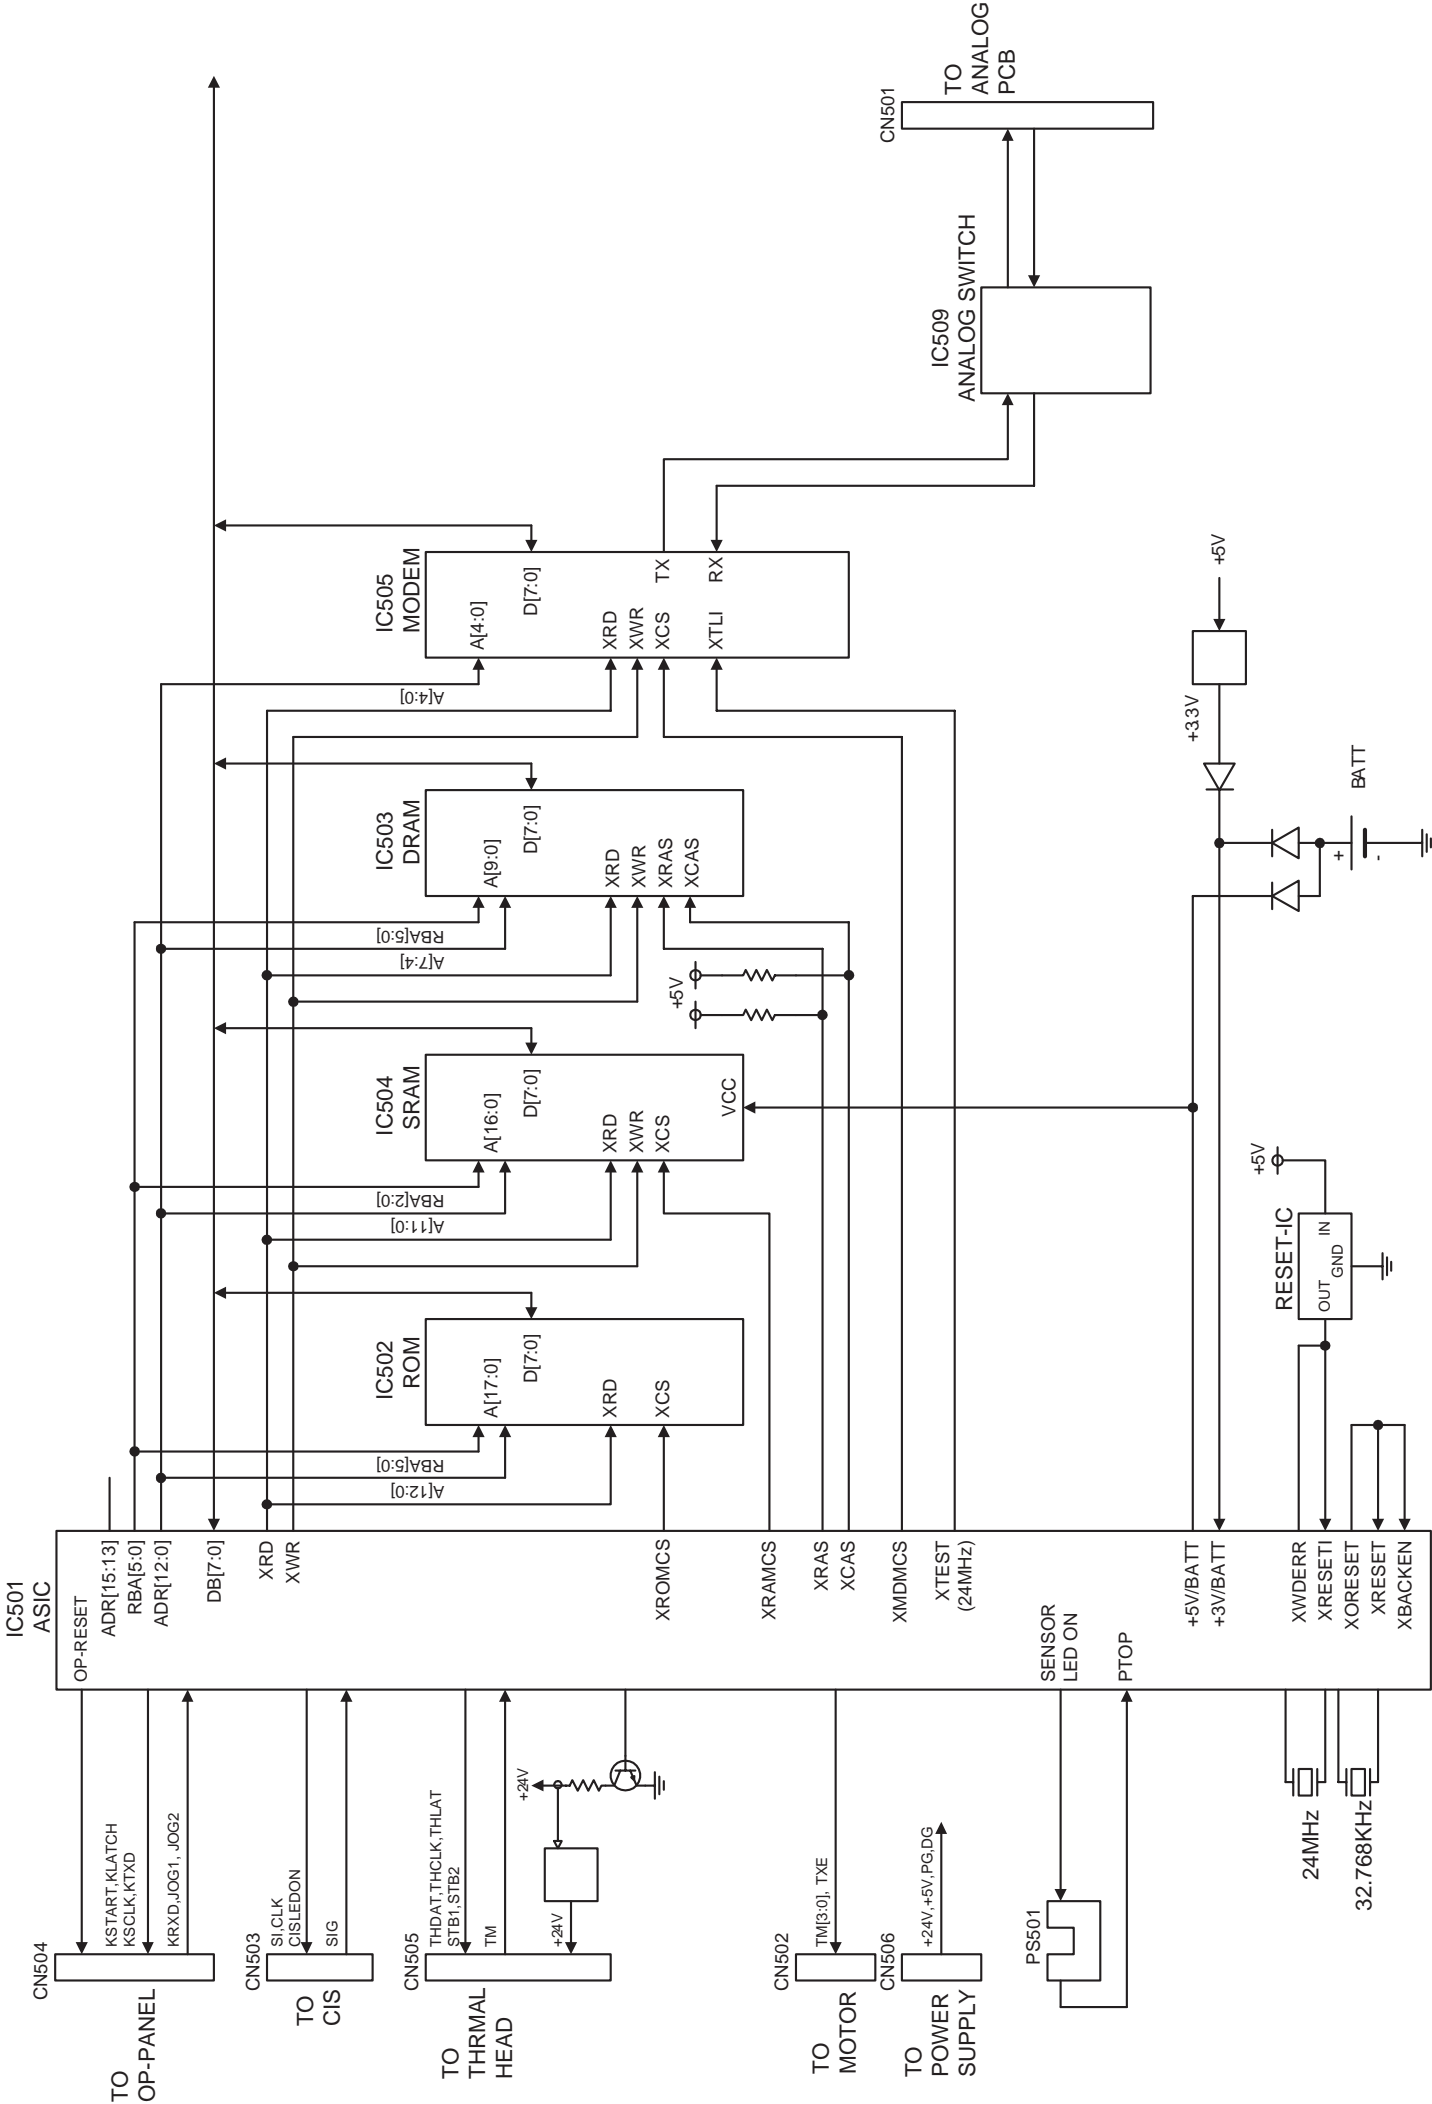 TO
OP-PANEL
CN504
KSTART,KLATCH
KSCLK,KTXD
KRXD,JOG1, JOG2
TO
CIS
CN503
SI,CLK
CISLEDON
SIG
TO
THRMAL
HEAD
CN505
THDAT,THCLK,THLAT
STB1,STB2
TM
+24V
+24V
TO
MOTOR
CN502
TM[3:0], TXE
TO
POWER
SUPPLY
CN506
+24V,+5V,PG,DG
PS501
24MHz
32.768KHz
IC501
ASIC
OP-RESET
ADR[15:13]
RBA[5:0]
ADR[12:0]
DB[7:0]
XRD
XWR
XROMCS
XRAMCS
XRAS
XCAS
XMDMCS
XTEST
(24MHz)
SENSOR
LED ON
PTOP
+5V/BATT
+3V/BATT
XWDERR
XRESETI
XORESET
XRESET
XBACKEN
RBA[5:0]
A[12:0]
IC502
ROM
A[17:0]
D[7:0]
XRD
XCS
RBA[2:0]
A[11:0]
IC504
SRAM
A[16:0]
D[7:0]
XRD
XWR
XCS
VCC
RBA[5:0]
A[7:4]
+5V
IC503
DRAM
A[9:0]
D[7:0]
XRD
XWR
XRAS
XCAS
A[4:0]
IC505
MODEM
A[4:0]
D[7:0]
XRD
XWR
XCS
XTLI
TX
RX
IC509
ANALOG SWITCH
CN501
TO
ANALOG
PCB
RESET-IC
OUT
GND
IN
+5V
+3.3V
+5V
+
-
BATT